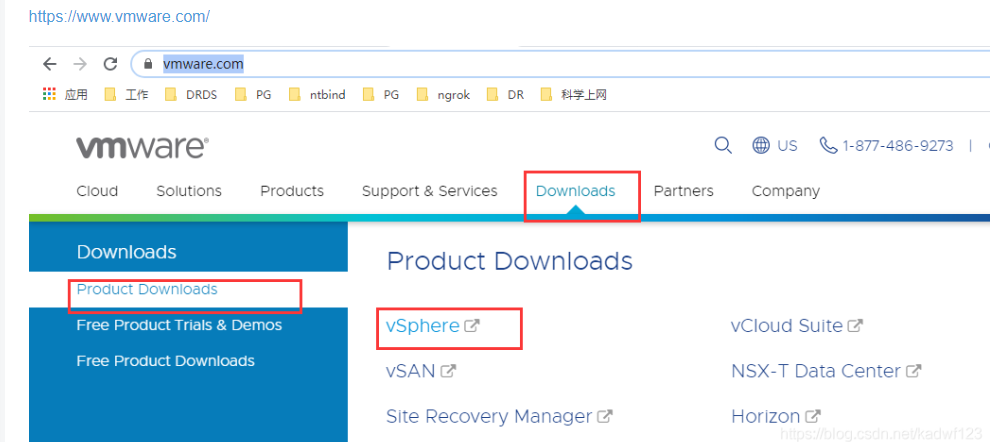 https://www.vmware.com/
vmware.com
应用 工作 DRDS PG ntbind PG ngrok DR 科学上网
vmware®
US 1-877-486-9273 |
Cloud Solutions Products Support & Services Downloads Partners Company
Downloads
Product Downloads
Free Product Trials & Demos
Free Product Downloads
Product Downloads
vSphere vCloud Suite
vSAN NSX-T Data Center
Site Recovery Manager Horizon
https://blog.csdn.net/kadwf123